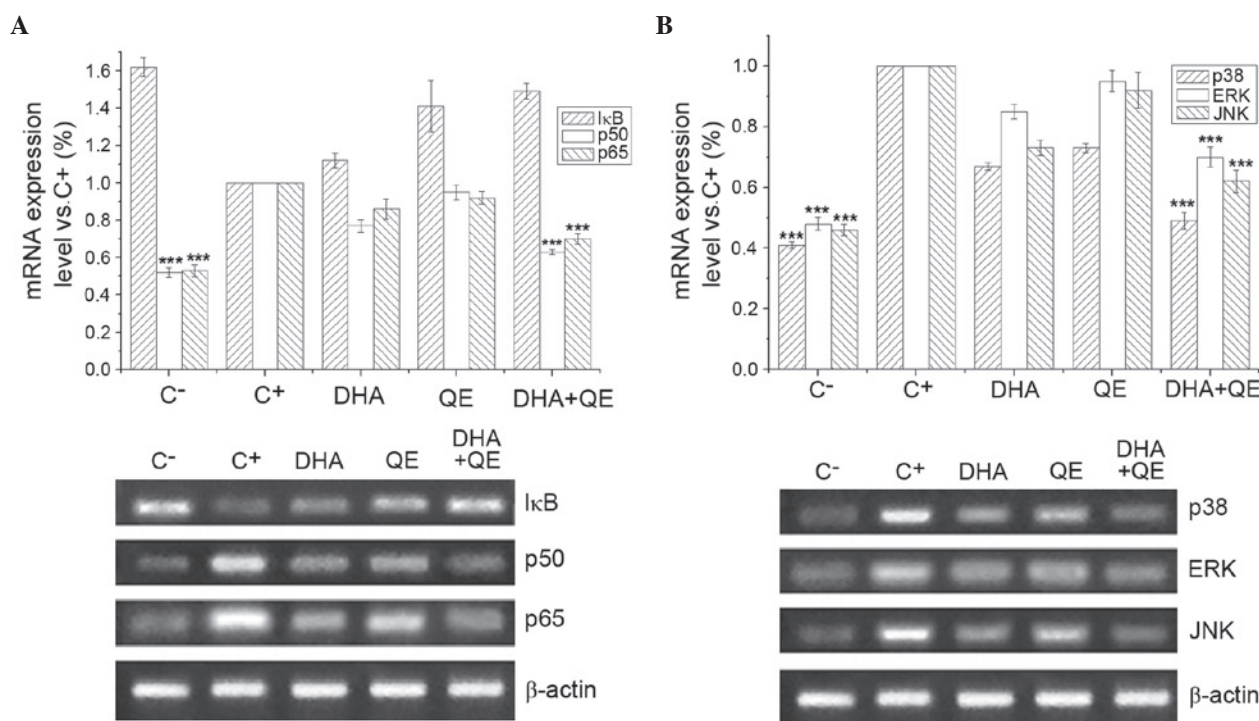 A
mRNA expression
level vs.C+ (%)
1.6
1.4
1.2
1.0
0.8
0.6
0.4
0.2
0.0
IκB
p50
p65
*** ***
*** ***
C- C+ DHA QE DHA+QE
C- C+ DHA QE DHA
+QE
IκB
p50
p65
β-actin
B
mRNA expression
level vs.C+ (%)
1.0
0.8
0.6
0.4
0.2
0.0
p38
ERK
JNK
*** *** ***
*** *** ***
C- C+ DHA QE DHA+QE
C- C+ DHA QE DHA
+QE
p38
ERK
JNK
β-actin